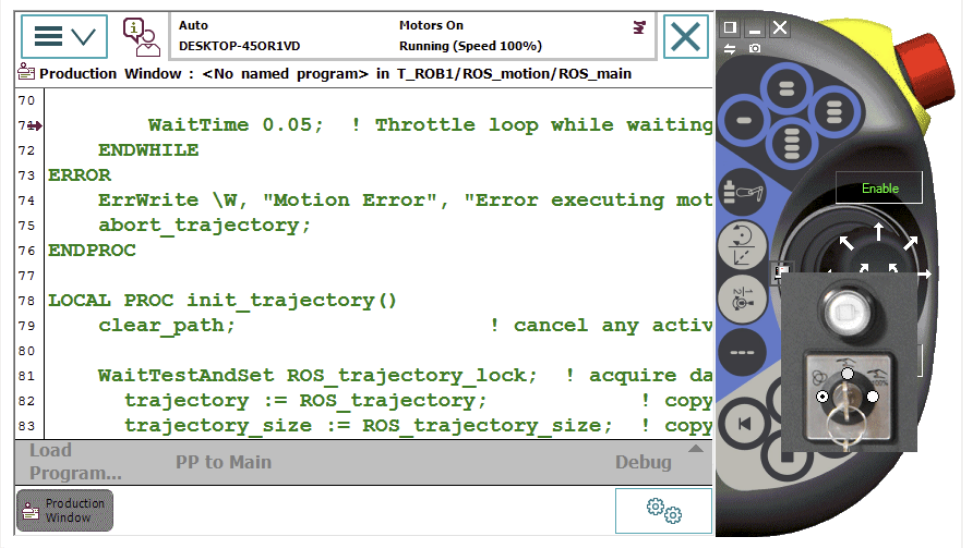 Auto
DESKTOP-45OR1VD
Motors On
Running (Speed 100%)
Production Window : <No named program> in T_ROB1/ROS_motion/ROS_main
70
71 WaitTime 0.05; ! Throttle loop while waiting
72 ENDWHILE
73 ERROR
74 ErrWrite \W, "Motion Error", "Error executing mot
75 abort_trajectory;
76 ENDPROC
77
78 LOCAL PROC init_trajectory()
79 clear_path; ! cancel any activ
80
81 WaitTestAndSet ROS_trajectory_lock; ! acquire da
82 trajectory := ROS_trajectory; ! copy
83 trajectory_size := ROS_trajectory_size; ! copy
Load
Program...
PP to Main
Debug
Production
Window
Enable